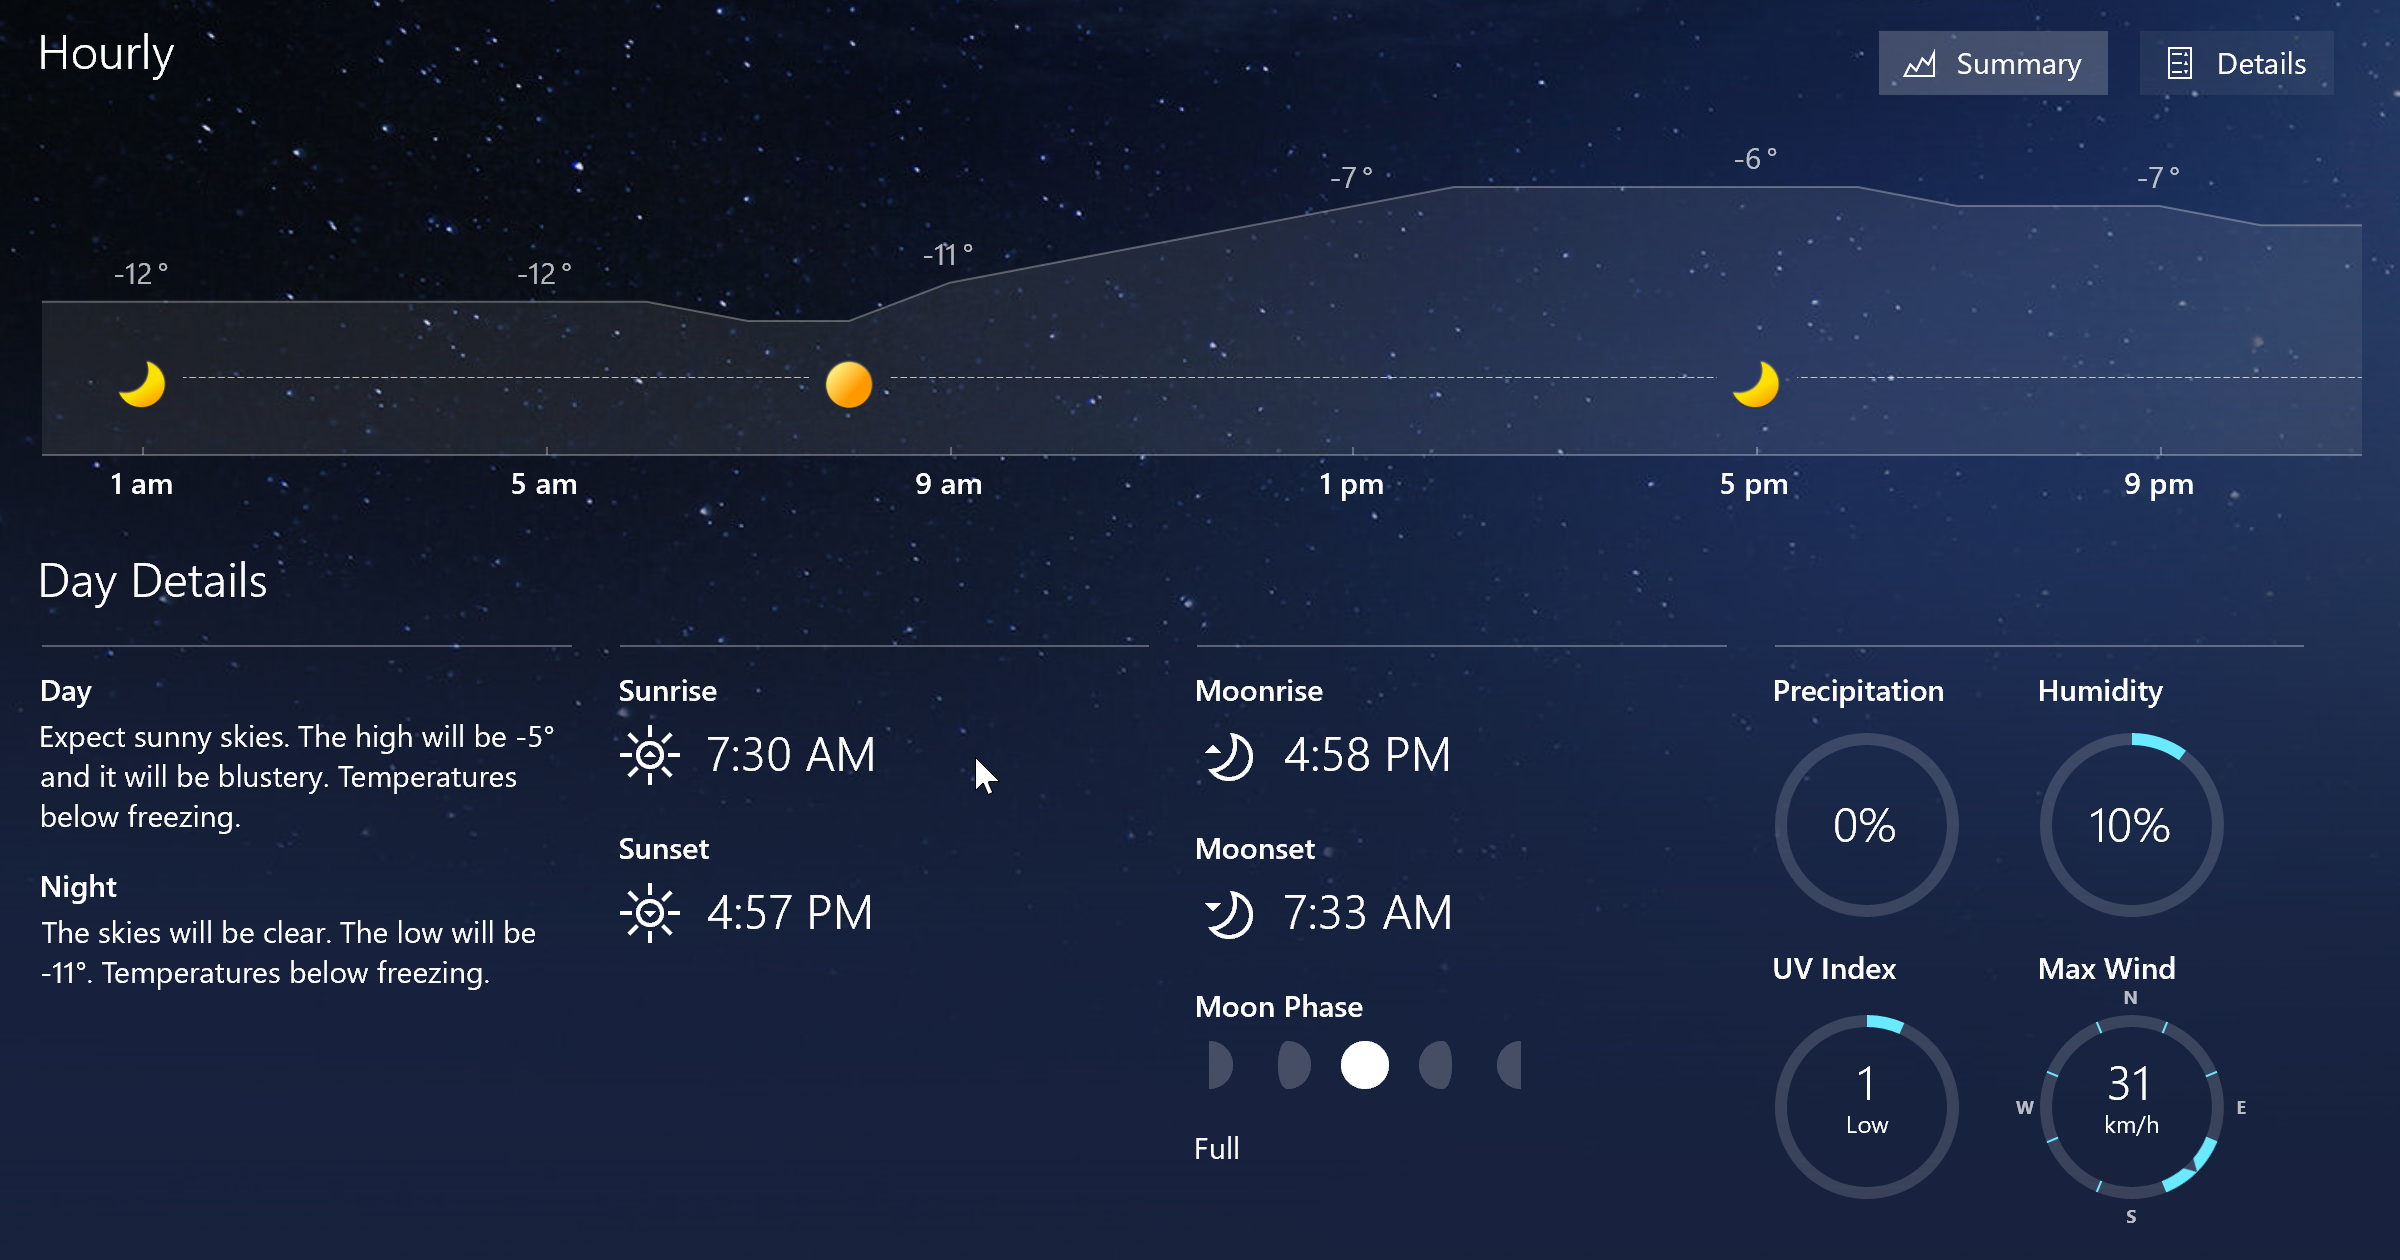 Hourly
Summary
Details
-12°
-12°
-11°
-7°
-6°
-7°
1 am
5 am
9 am
1 pm
5 pm
9 pm
Day Details
Day
Expect sunny skies. The high will be -5°
and it will be blustery. Temperatures
below freezing.
Night
The skies will be clear. The low will be
-11°. Temperatures below freezing.
Sunrise
7:30 AM
Sunset
4:57 PM
Moonrise
4:58 PM
Moonset
7:33 AM
Moon Phase
Full
Precipitation
0%
Humidity
10%
UV Index
1
Low
Max Wind
N
W
31
km/h
E
S